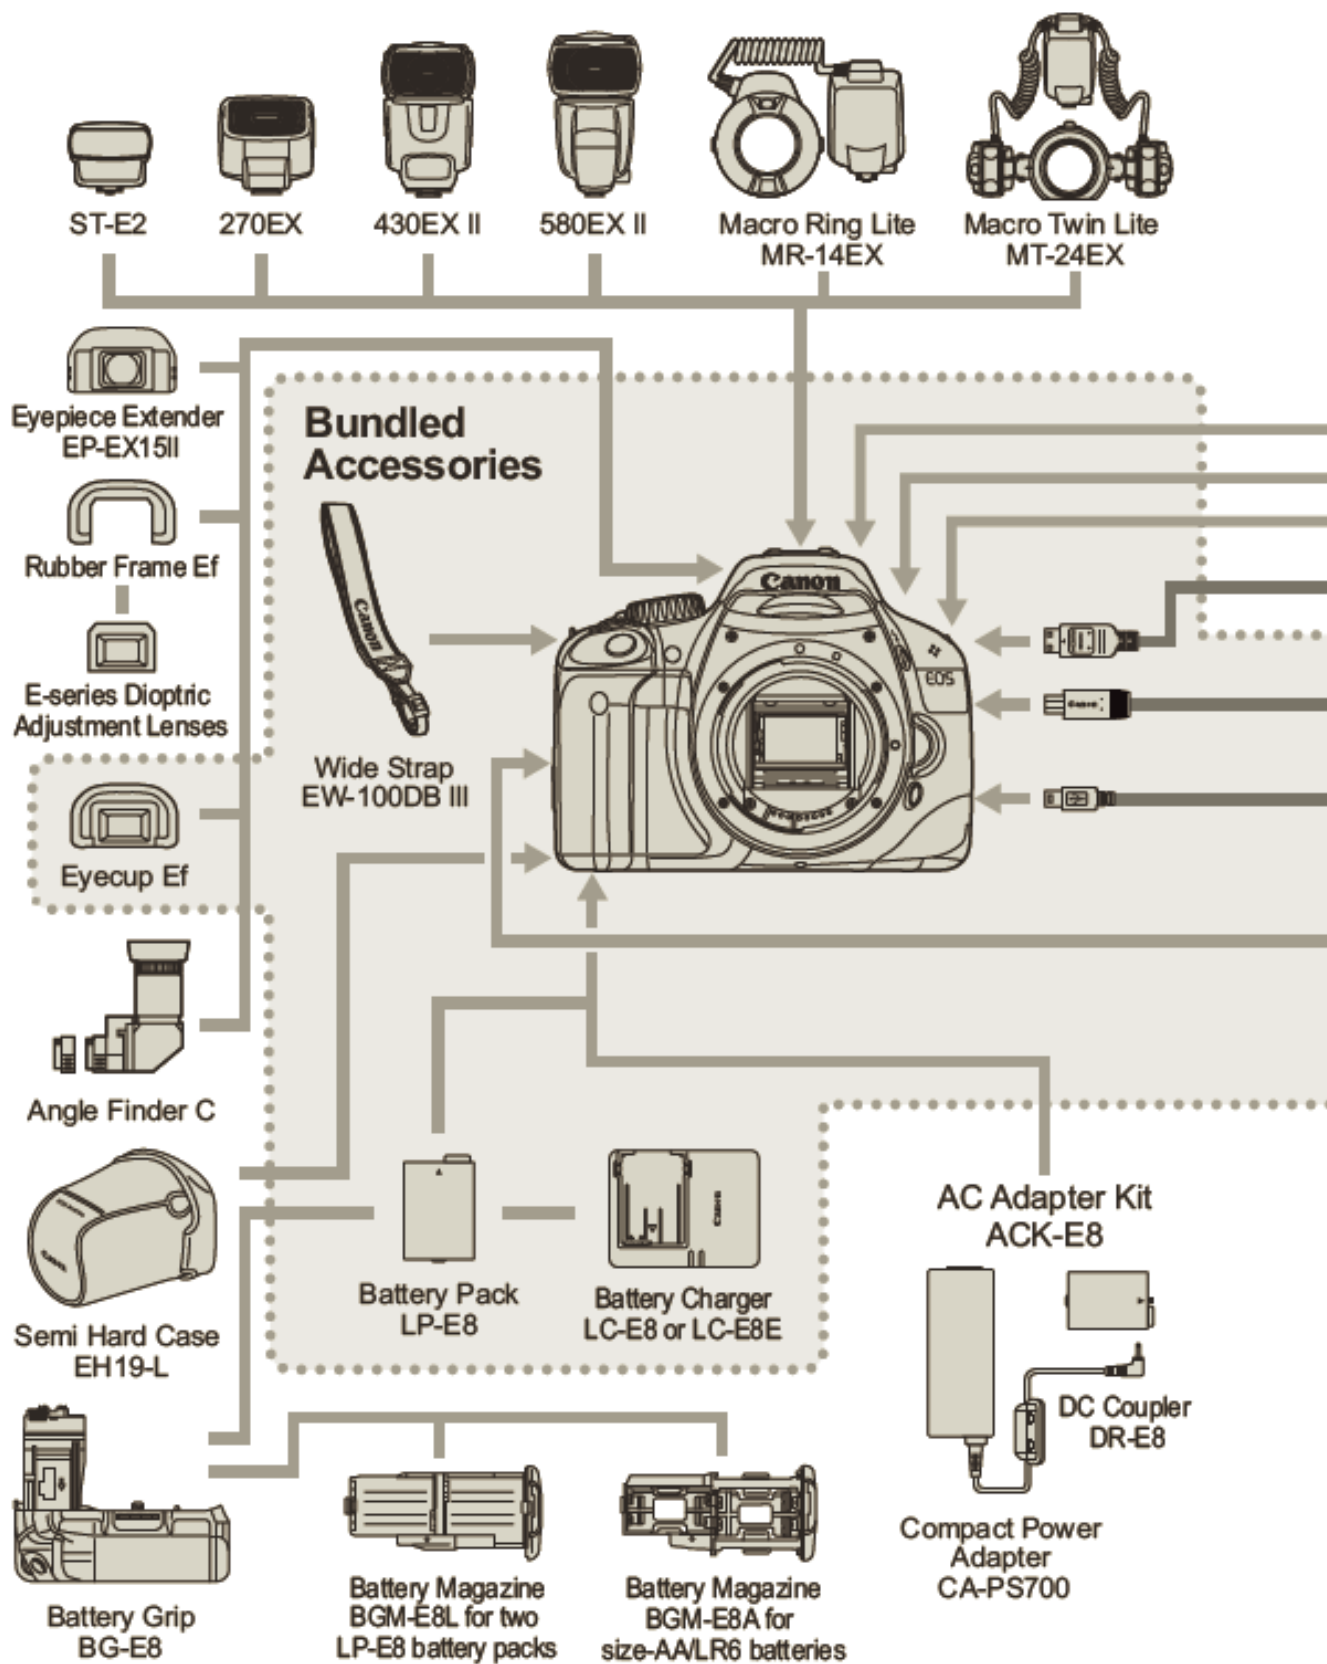 ST-E2
270EX
430EX II
580EX II
Macro Ring Lite
MR-14EX
Macro Twin Lite
MT-24EX
Eyepiece Extender
EP-EX15II
Rubber Frame Ef
E-series Dioptric
Adjustment Lenses
Eyecup Ef
Angle Finder C
Semi Hard Case
EH19-L
Battery Grip
BG-E8
Bundled
Accessories
Canon
Wide Strap
EW-100DB III
Canon
EOS
Canon
Battery Pack
LP-E8
Canon
Battery Charger
LC-E8 or LC-E8E
AC Adapter Kit
ACK-E8
DC Coupler
DR-E8
Compact Power
Adapter
CA-PS700
Battery Magazine
BGM-E8L for two
LP-E8 battery packs
Battery Magazine
BGM-E8A for
size-AA/LR6 batteries